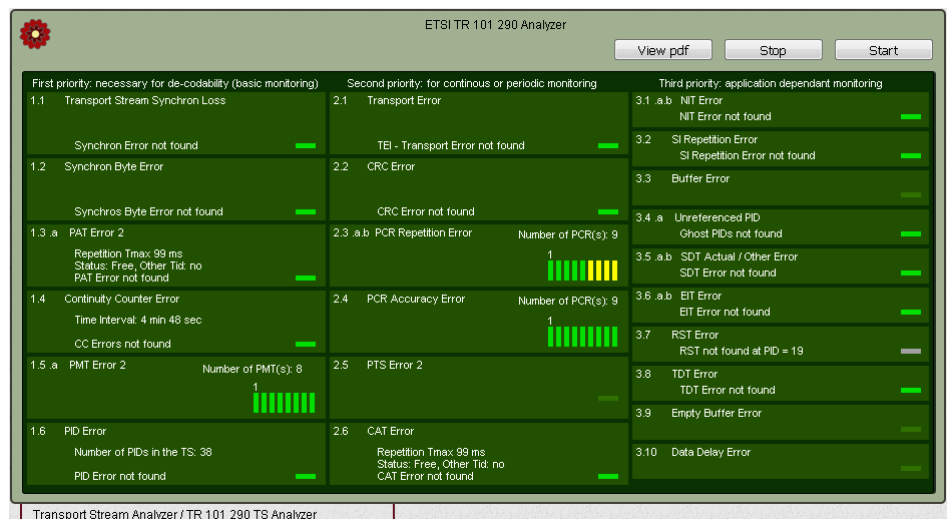 ETSI TR 101 290 Analyzer
View pdf
Stop
Start
First priority: necessary for de-codability (basic monitoring)
1.1 Transport Stream Synchron Loss
Synchron Error not found
1.2 Synchron Byte Error
Synchros Byte Error not found
1.3 .a PAT Error 2
Repetition Tmax 99 ms
Status: Free, Other Tid: no
PAT Error not found
1.4 Continuity Counter Error
Time Interval: 4 min 48 sec
CC Errors not found
1.5 .a PMT Error 2
Number of PMT(s): 8
1
1.6 PID Error
Number of PIDs in the TS: 38
PID Error not found
Second priority: for continous or periodic monitoring
2.1 Transport Error
TEI - Transport Error not found
2.2 CRC Error
CRC Error not found
2.3 .a.b PCR Repetition Error
Number of PCR(s): 9
1
2.4 PCR Accuracy Error
Number of PCR(s): 9
1
2.5 PTS Error 2
2.6 CAT Error
Repetition Tmax 99 ms
Status: Free, Other Tid: no
CAT Error not found
Third priority: application dependant monitoring
3.1 .a.b NIT Error
NIT Error not found
3.2 SI Repetition Error
SI Repetition Error not found
3.3 Buffer Error
3.4 .a Unreferenced PID
Ghost PIDs not found
3.5 .a.b SDT Actual / Other Error
SDT Error not found
3.6 .a.b EIT Error
EIT Error not found
3.7 RST Error
RST not found at PID = 19
3.8 TDT Error
TDT Error not found
3.9 Empty Buffer Error
3.10 Data Delay Error
Transport Stream Analyzer / TR 101 290 TS Analyzer